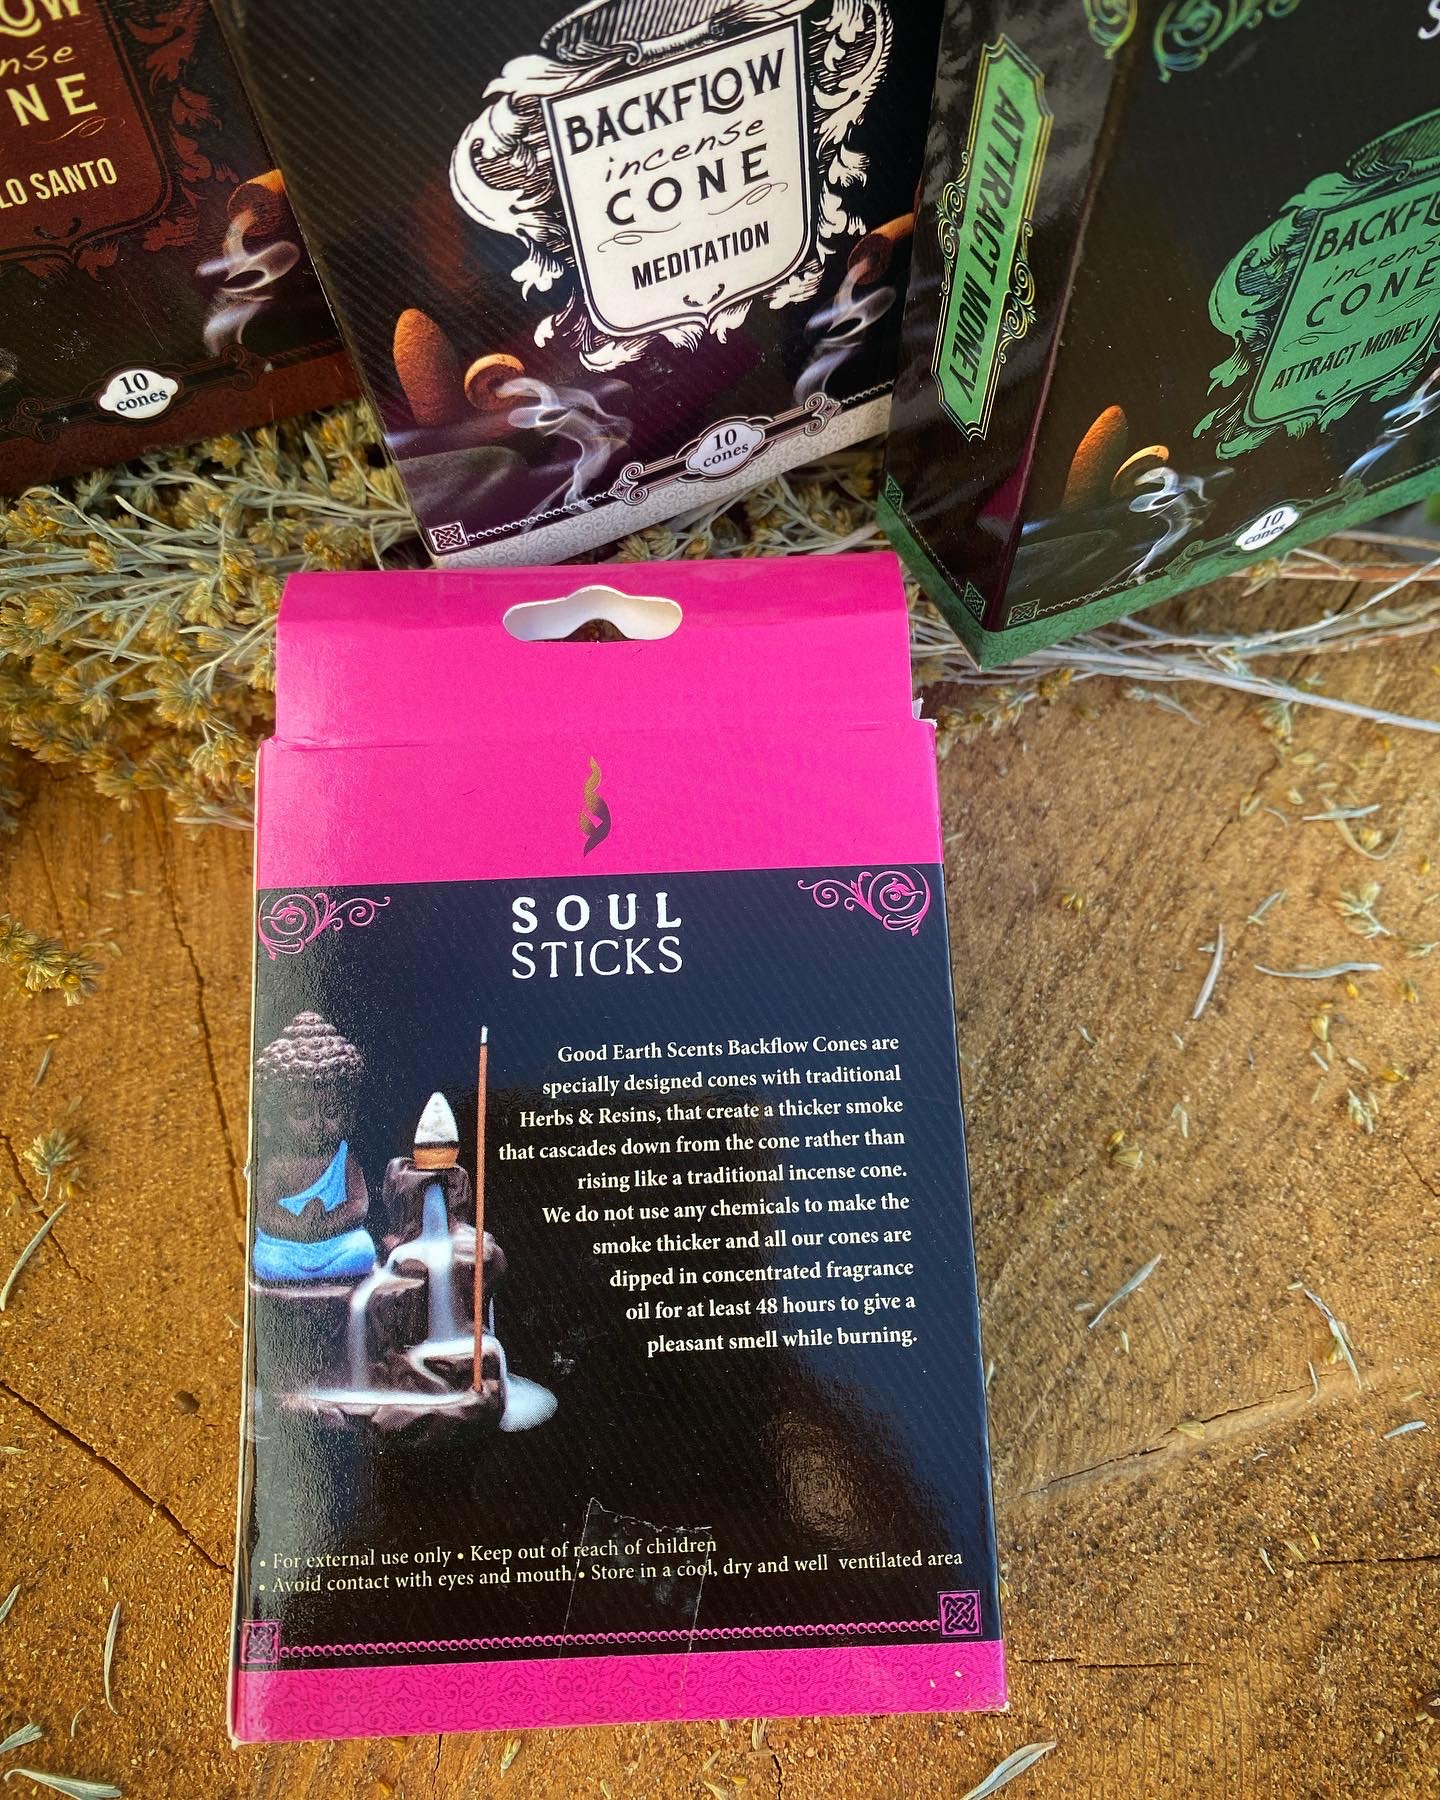 NE
SANTO
10
cones
BACKFLOW
incense
CONE
MEDITATION
10
cones
ATTRACT MONEY
incense
CONE
ATTRACT MONEY
10
cones
SOUL
STICKS
Good Earth Scents Backflow Cones are
specially designed cones with traditional
Herbs & Resins, that create a thicker smoke
that cascades down from the cone rather than
rising like a traditional incense cone.
We do not use any chemicals to make the
smoke thicker and all our cones are
dipped in concentrated fragrance
oil for at least 48 hours to give a
pleasant smell while burning.
• For external use only • Keep out of reach of children
• Avoid contact with eyes and mouth • Store in a cool, dry and well ventilated area